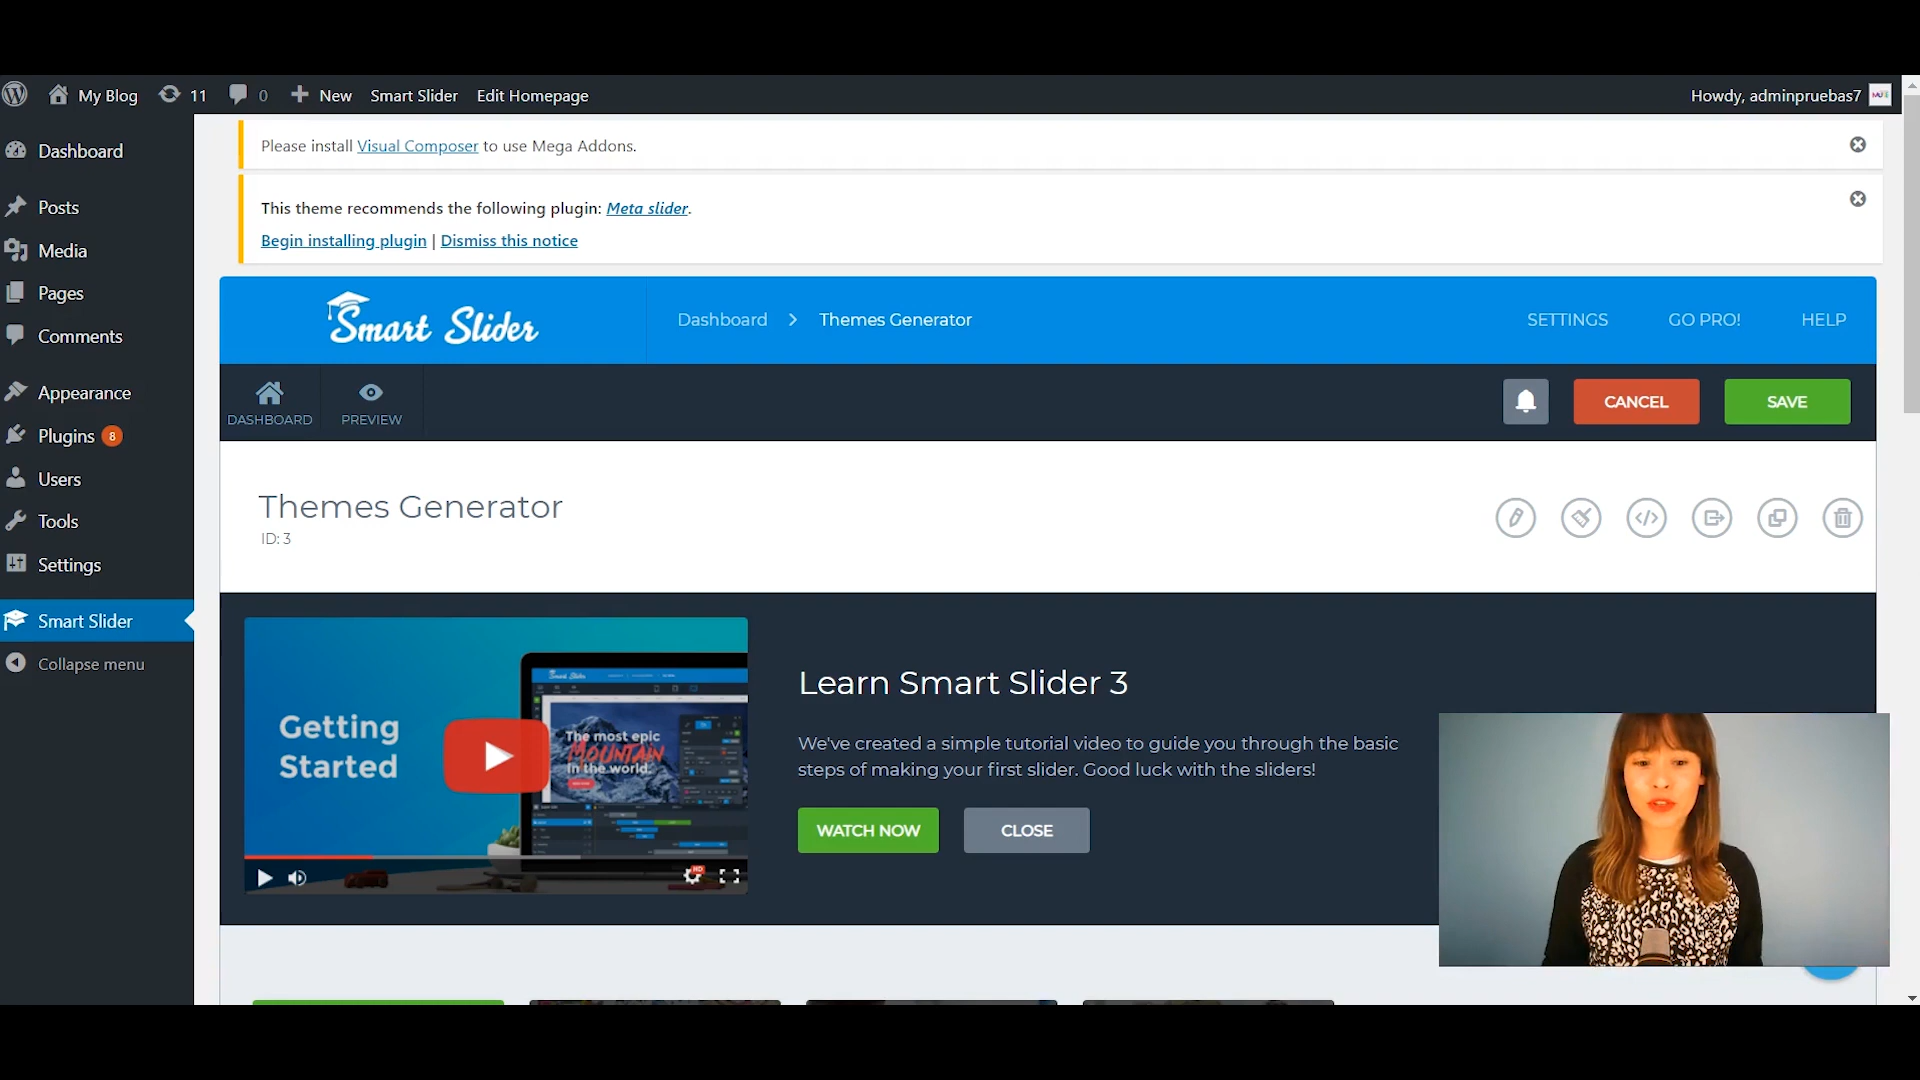 My Blog 11 0 New Smart Slider Edit Homepage Howdy, adminpruebas7
Dashboard
Posts
Media
Pages
Comments
Appearance
Plugins 8
Users
Tools
Settings
Smart Slider
Collapse menu
Please install Visual Composer to use Mega Addons.
This theme recommends the following plugin: Meta slider.
Begin installing plugin | Dismiss this notice
Smart Slider Dashboard Themes Generator SETTINGS GO PRO! HELP
DASHBOARD PREVIEW CANCEL SAVE
Themes Generator
ID: 3
Getting
Started
The most epic
MOUNTAIN
in the world.
HD
Learn Smart Slider 3
We've created a simple tutorial video to guide you through the basic
steps of making your first slider. Good luck with the sliders!
WATCH NOW CLOSE